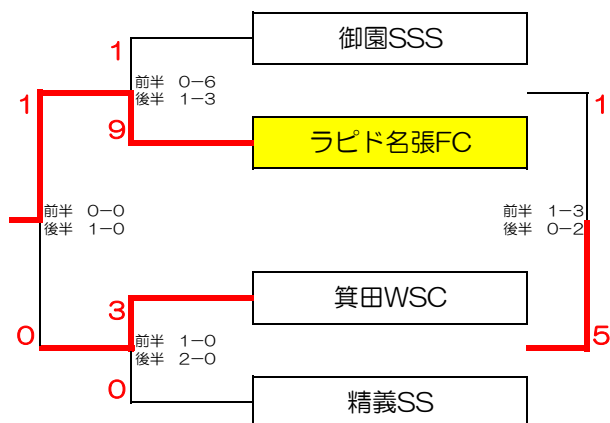 御園SSS
1
前半 0-6
後半 1-3
1
1
9
ラピド名張FC
前半 0-0
後半 1-0
前半 1-3
後半 0-2
箕田WSC
3
0
前半 1-0
後半 2-0
5
0
精義SS